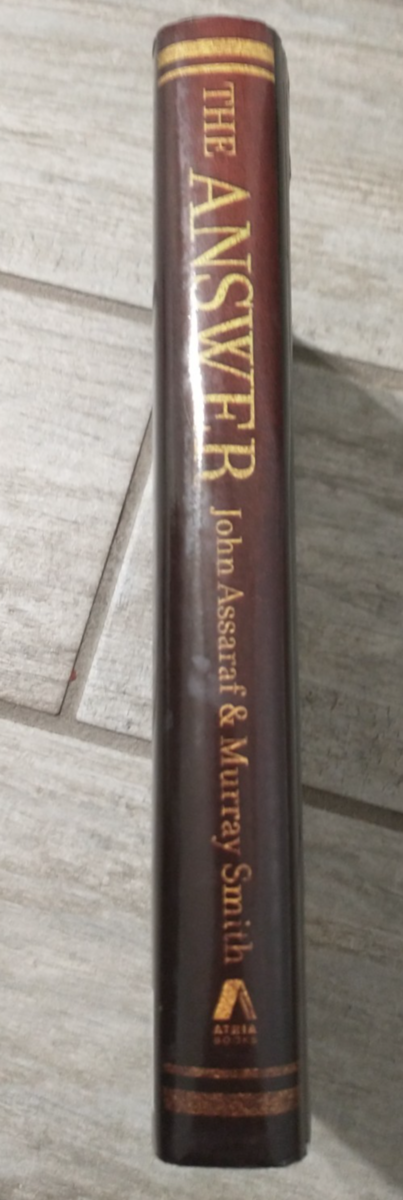 THE ANSWER
John Assaraf & Murray Smith
ATRIA
BOOKS